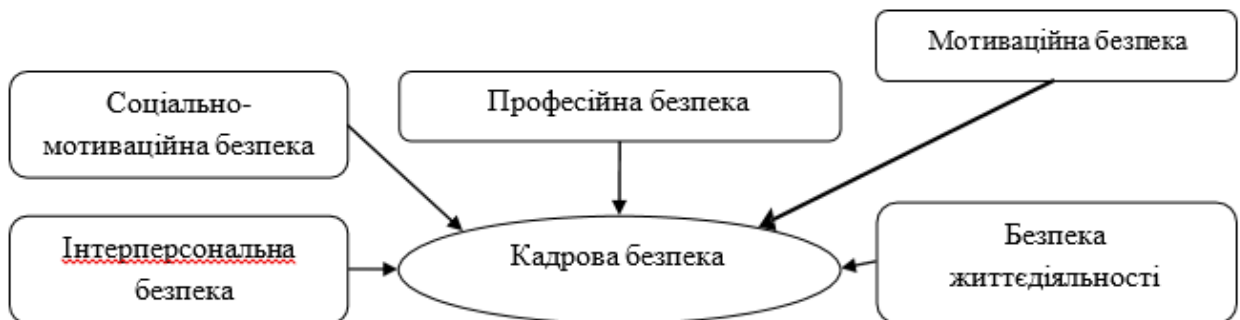 Мотиваційна безпека
Соціально-
мотиваційна безпека
Професійна безпека
Інтерперсональна
безпека
Кадрова безпека
Безпека
життєдіяльності